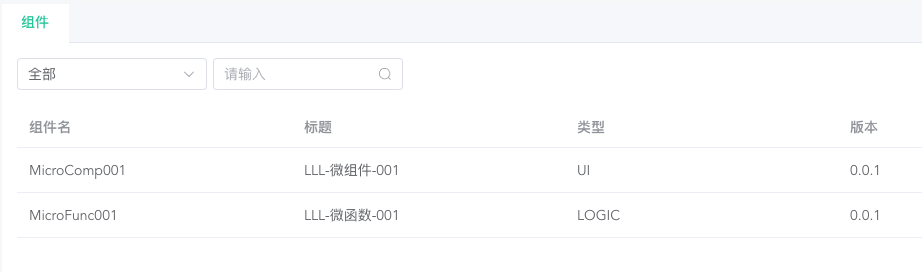 组件
全部 请输入
组件名 标题 类型 版本
MicroComp001 LLL-微组件-001 UI 0.0.1
MicroFunc001 LLL-微函数-001 LOGIC 0.0.1